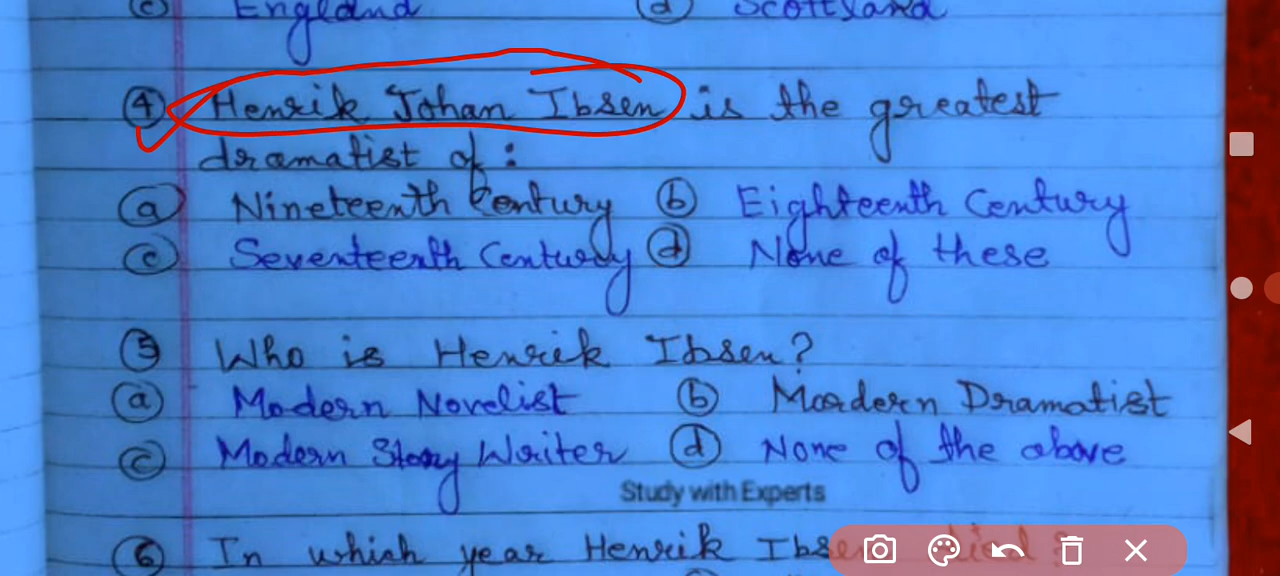 (c) England (d) Scotland
(4) Henrik Johan Ibsen is the greatest
dramatist of :
(a) Nineteenth Century (b) Eighteenth Century
(c) Seventeenth Century (d) None of these
(5) Who is Henrik Ibsen?
(a) Modern Novelist (b) Mordern Dramatist
(c) Modern Story Writer (d) None of the above
Study with Experts
(6) In which year Henrik Ibsen